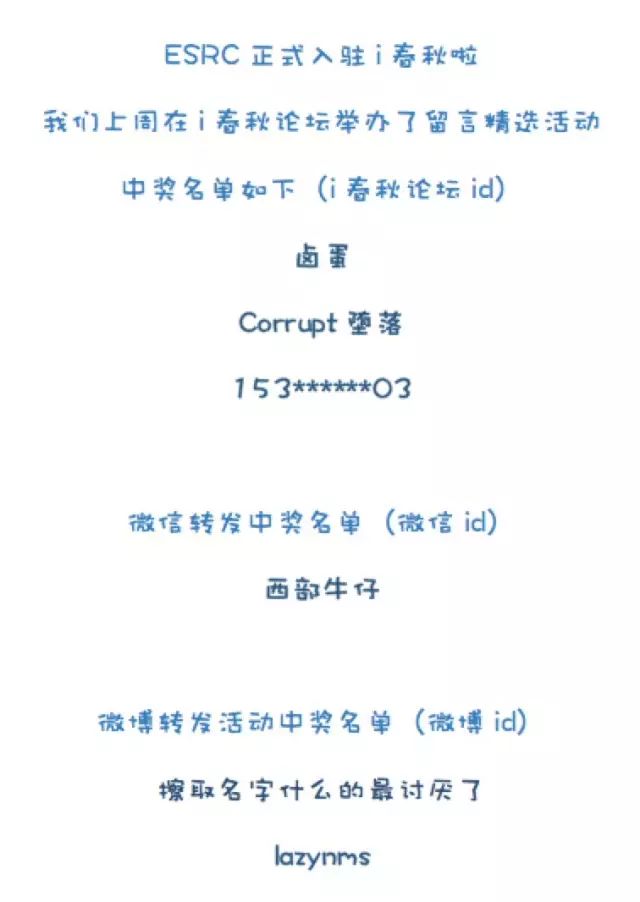 ESRC 正式入驻 i 春秋啦
我们上周在 i 春秋论坛举办了留言精选活动
中奖名单如下（i 春秋论坛 id）
卤蛋
Corrupt 堕落
153******03
微信转发中奖名单（微信 id）
西部牛仔
微博转发活动中奖名单（微博 id）
擦取名字什么的最讨厌了
lazynms